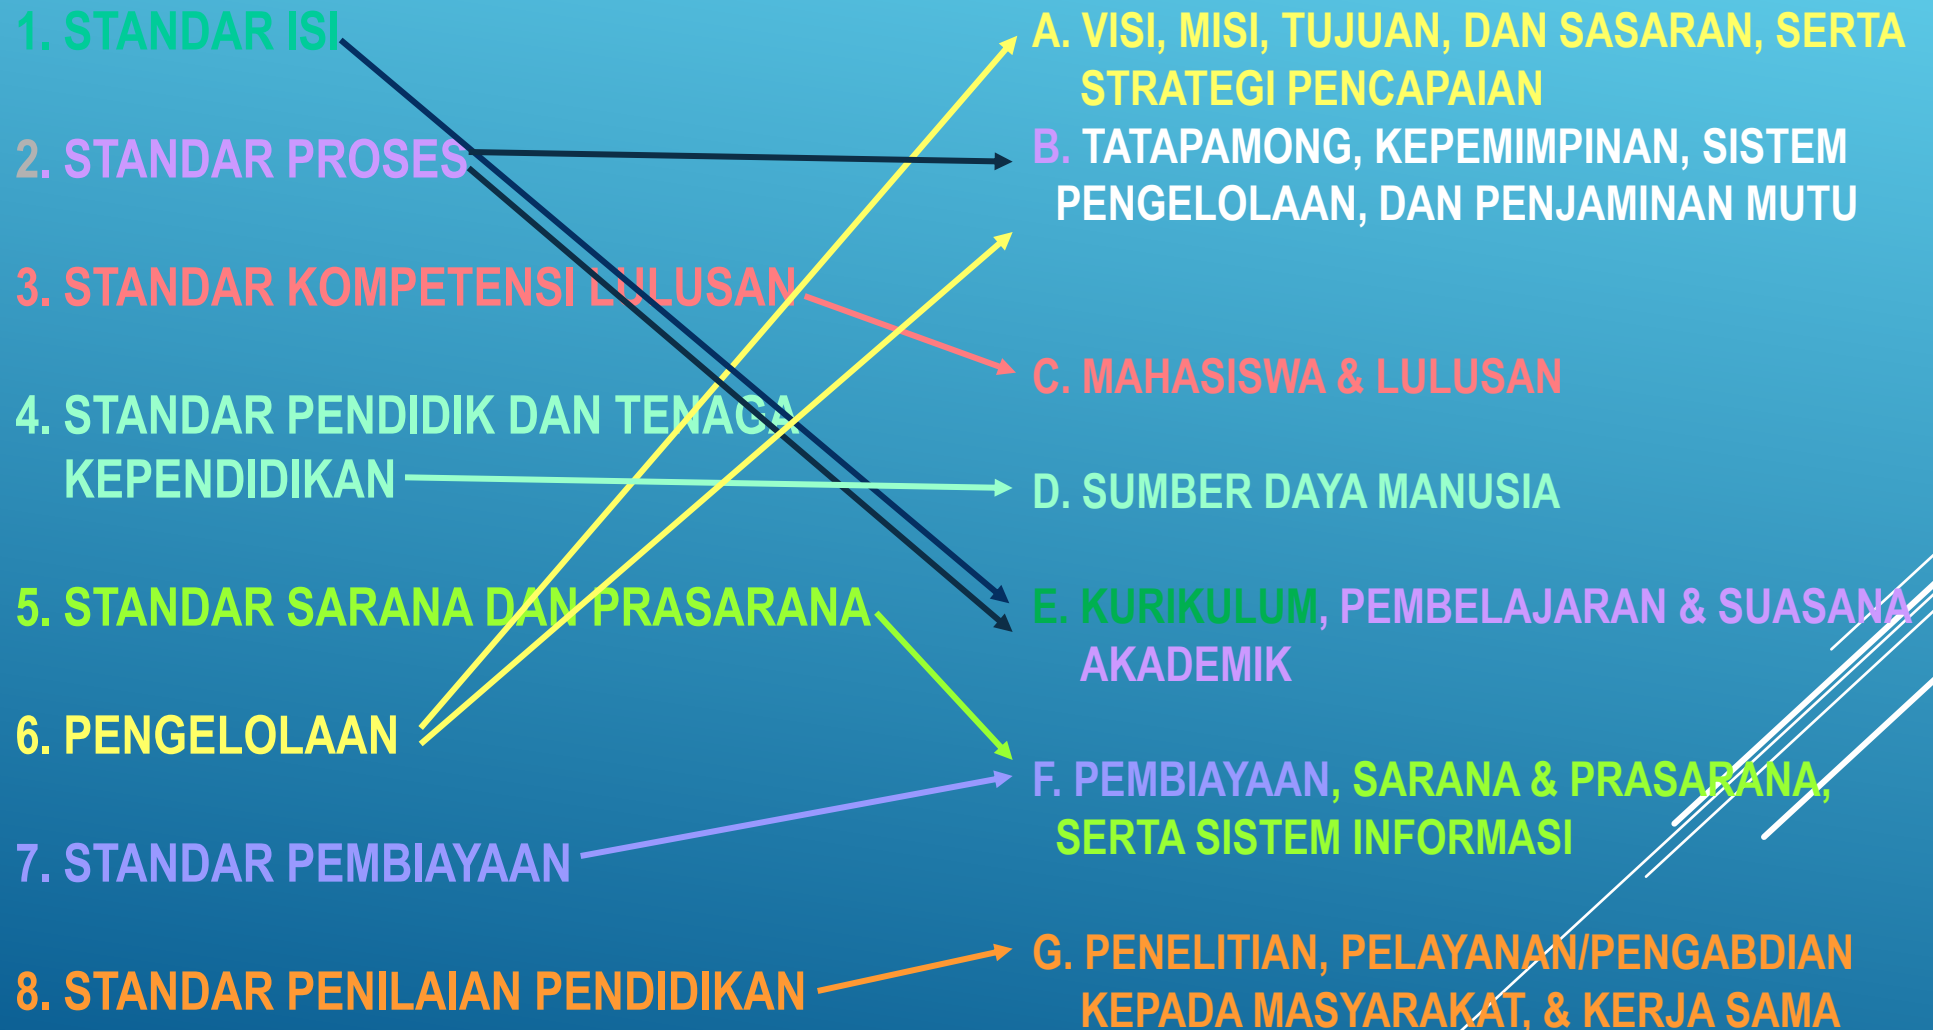 1. STANDAR ISI
2. STANDAR PROSES
3. STANDAR KOMPETENSI LULUSAN
4. STANDAR PENDIDIK DAN TENAGA
KEPENDIDIKAN
5. STANDAR SARANA DAN PRASARANA
6. PENGELOLAAN
7. STANDAR PEMBIAYAAN
8. STANDAR PENILAIAN PENDIDIKAN
A. VISI, MISI, TUJUAN, DAN SASARAN, SERTA
STRATEGI PENCAPAIAN
B. TATAPAMONG, KEPEMIMPINAN, SISTEM
PENGELOLAAN, DAN PENJAMINAN MUTU
C. MAHASISWA & LULUSAN
D. SUMBER DAYA MANUSIA
E. KURIKULUM, PEMBELAJARAN & SUASANA
AKADEMIK
F. PEMBIAYAAN, SARANA & PRASARANA,
SERTA SISTEM INFORMASI
G. PENELITIAN, PELAYANAN/PENGABDIAN
KEPADA MASYARAKAT, & KERJA SAMA